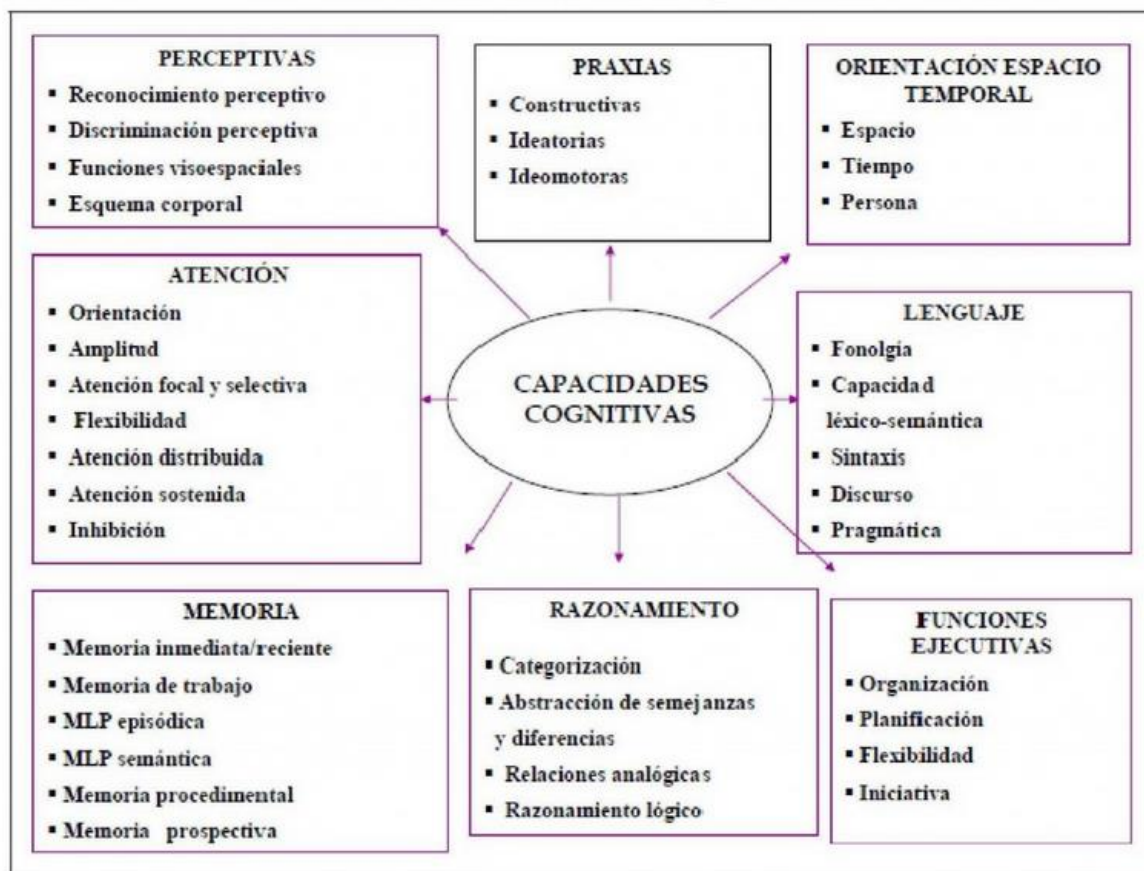 PERCEPTIVAS
▪ Reconocimiento perceptivo
▪ Discriminación perceptiva
▪ Funciones visoespaciales
▪ Esquema corporal
PRAXIAS
▪ Constructivas
▪ Ideatorias
▪ Ideomotoras
ORIENTACIÓN ESPACIO
TEMPORAL
▪ Espacio
▪ Tiempo
▪ Persona
ATENCIÓN
▪ Orientación
▪ Amplitud
▪ Atención focal y selectiva
▪ Flexibilidad
▪ Atención distribuida
▪ Atención sostenida
▪ Inhibición
CAPACIDADES
COGNITIVAS
LENGUAJE
▪ Fonolgía
▪ Capacidad
léxico-semántica
▪ Sintaxis
▪ Discurso
▪ Pragmática
MEMORIA
▪ Memoria inmediata/reciente
▪ Memoria de trabajo
▪ MLP episódica
▪ MLP semántica
▪ Memoria procedimental
▪ Memoria prospectiva
RAZONAMIENTO
▪ Categorización
▪ Abstracción de semejanzas
y diferencias
▪ Relaciones analógicas
▪ Razonamiento lógico
FUNCIONES
EJECUTIVAS
▪ Organización
▪ Planificación
▪ Flexibilidad
▪ Iniciativa